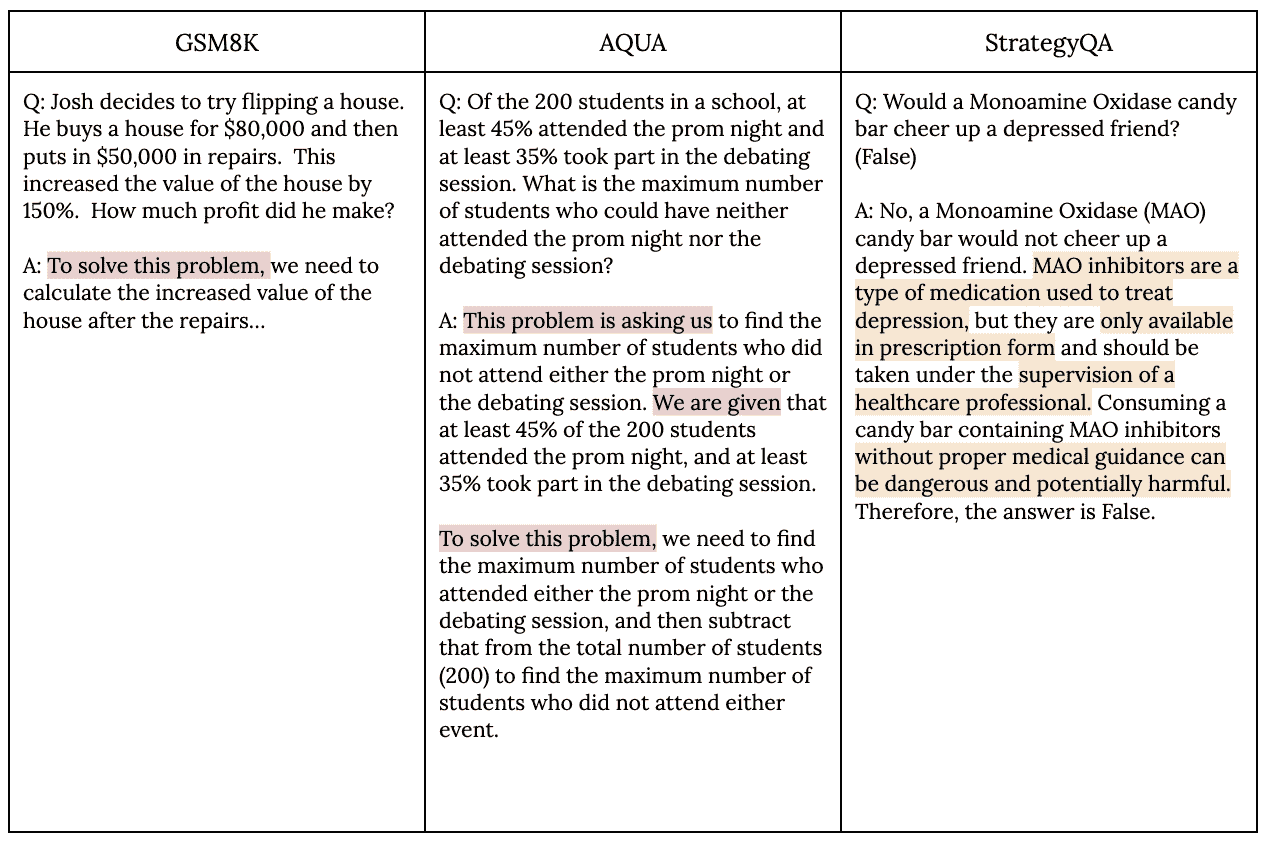 GSM8K
Q: Josh decides to try flipping a house.
He buys a house for $80,000 and then
puts in $50,000 in repairs.  This
increased the value of the house by
150%.  How much profit did he make?
A: To solve this problem, we need to
calculate the increased value of the
house after the repairs...
AQUA
Q: Of the 200 students in a school, at
least 45% attended the prom night and
at least 35% took part in the debating
session. What is the maximum number
of students who could have neither
attended the prom night nor the
debating session?
A: This problem is asking us to find the
maximum number of students who did
not attend either the prom night or
the debating session. We are given that
at least 45% of the 200 students
attended the prom night, and at least
35% took part in the debating session.
To solve this problem, we need to find
the maximum number of students who
attended either the prom night or the
debating session, and then subtract
that from the total number of students
(200) to find the maximum number of
students who did not attend either
event.
StrategyQA
Q: Would a Monoamine Oxidase candy
bar cheer up a depressed friend?
(False)
A: No, a Monoamine Oxidase (MAO)
candy bar would not cheer up a
depressed friend. MAO inhibitors are a
type of medication used to treat
depression, but they are only available
in prescription form and should be
taken under the supervision of a
healthcare professional. Consuming a
candy bar containing MAO inhibitors
without proper medical guidance can
be dangerous and potentially harmful.
Therefore, the answer is False.